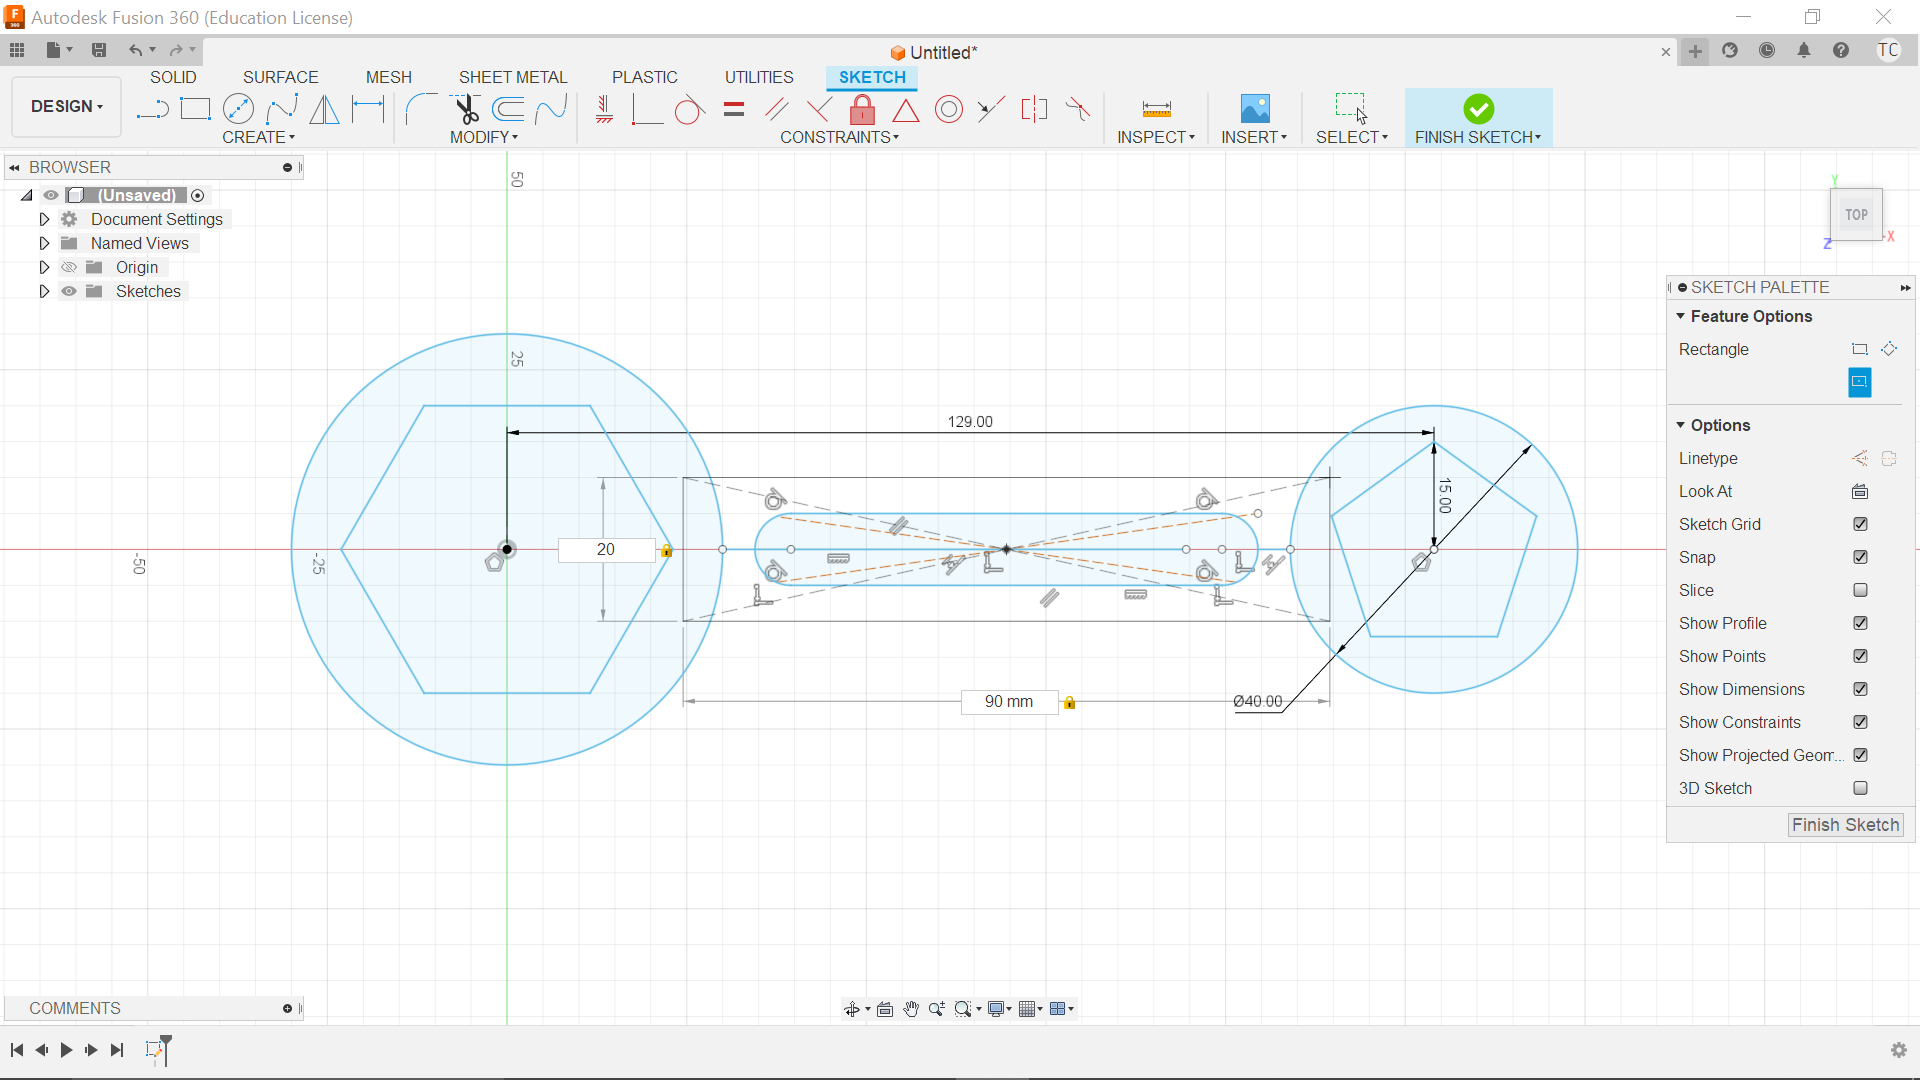 Autodesk Fusion 360 (Education License)
Untitled*
TC
SOLID SURFACE MESH SHEET METAL PLASTIC UTILITIES SKETCH
DESIGN
CREATE MODIFY CONSTRAINTS INSPECT INSERT SELECT FINISH SKETCH
BROWSER
(Unsaved)
Document Settings
Named Views
Origin
Sketches
50
25
-25
-50
129.00
15.00
20
90 mm
Ø40.00
Y
TOP
X
Z
SKETCH PALETTE
Feature Options
Rectangle
Options
Linetype
Look At
Sketch Grid
Snap
Slice
Show Profile
Show Points
Show Dimensions
Show Constraints
Show Projected Geom...
3D Sketch
Finish Sketch
COMMENTS